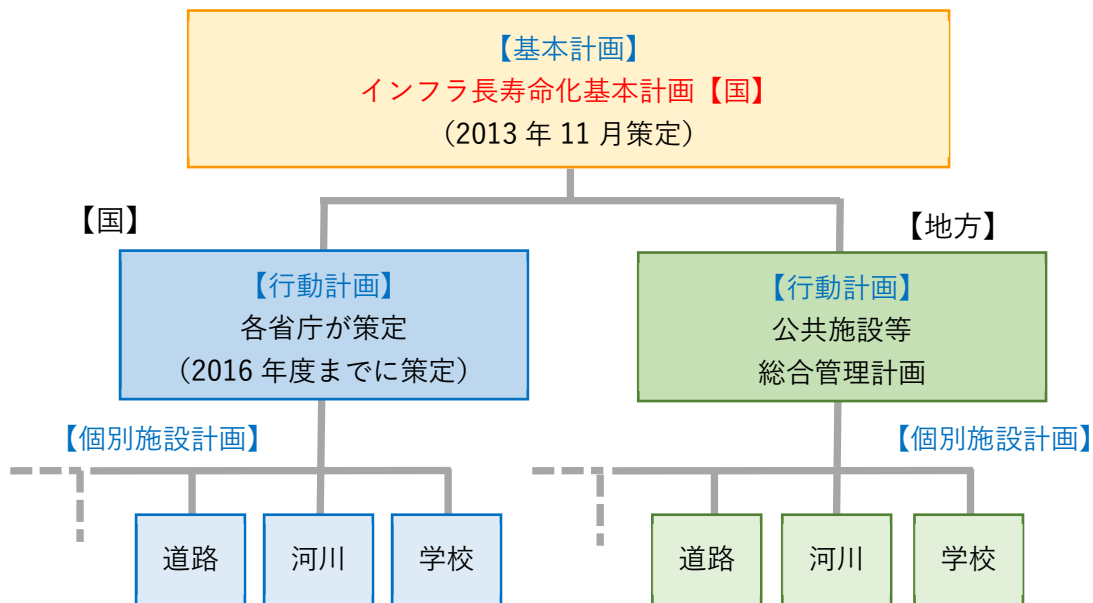 【基本計画】
インフラ長寿命化基本計画【国】
（2013 年 11 月策定）
【国】
【地方】
【行動計画】
各省庁が策定
（2016 年度までに策定）
【行動計画】
公共施設等
総合管理計画
【個別施設計画】
【個別施設計画】
道路
河川
学校
道路
河川
学校